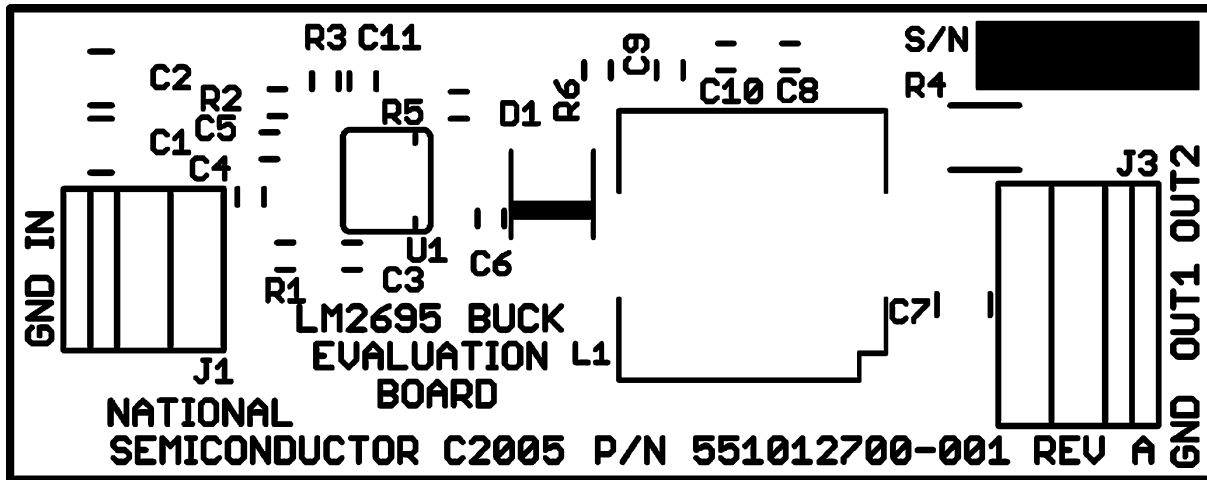 R3 C11
C9
S/N
C2
R2
R6
C10 C8
R4
C5
R5
D1
C1
C4
J3
OUT2
GND IN
U1
C6
C3
R1
C7
OUT1
LM2695 BUCK
EVALUATION
BOARD
L1
J1
NATIONAL
SEMICONDUCTOR C2005 P/N 551012700-001 REV A
GND